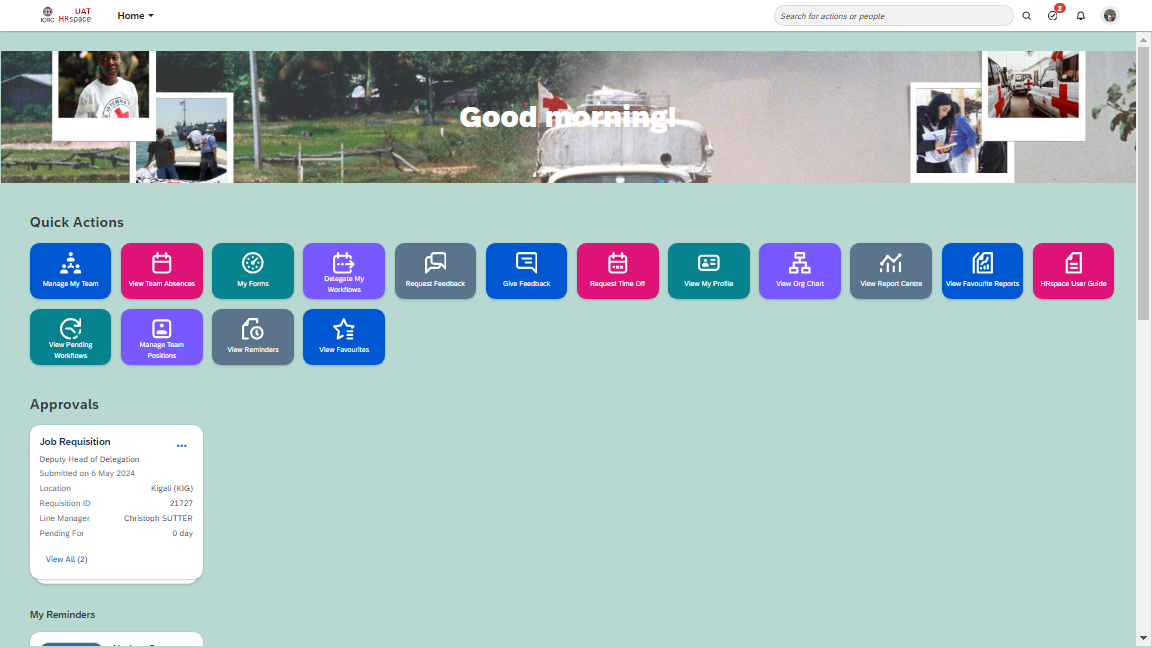 ICRC
UAT
HRspace
Home
Search for actions or people
2
Good morning!
Quick Actions
Manage My Team
View Team Absences
My Forms
Delegate My
Workflows
Request Feedback
Give Feedback
Request Time Off
View My Profile
View Org Chart
View Report Centre
View Favourite Reports
HRspace User Guide
View Pending
Workflows
Manage Team
Positions
View Reminders
View Favourites
Approvals
Job Requisition
Deputy Head of Delegation
Submitted on 6 May 2024
Location Kigali (KIG)
Requisition ID 21727
Line Manager Christoph SUTTER
Pending For 0 day
View All (2)
My Reminders